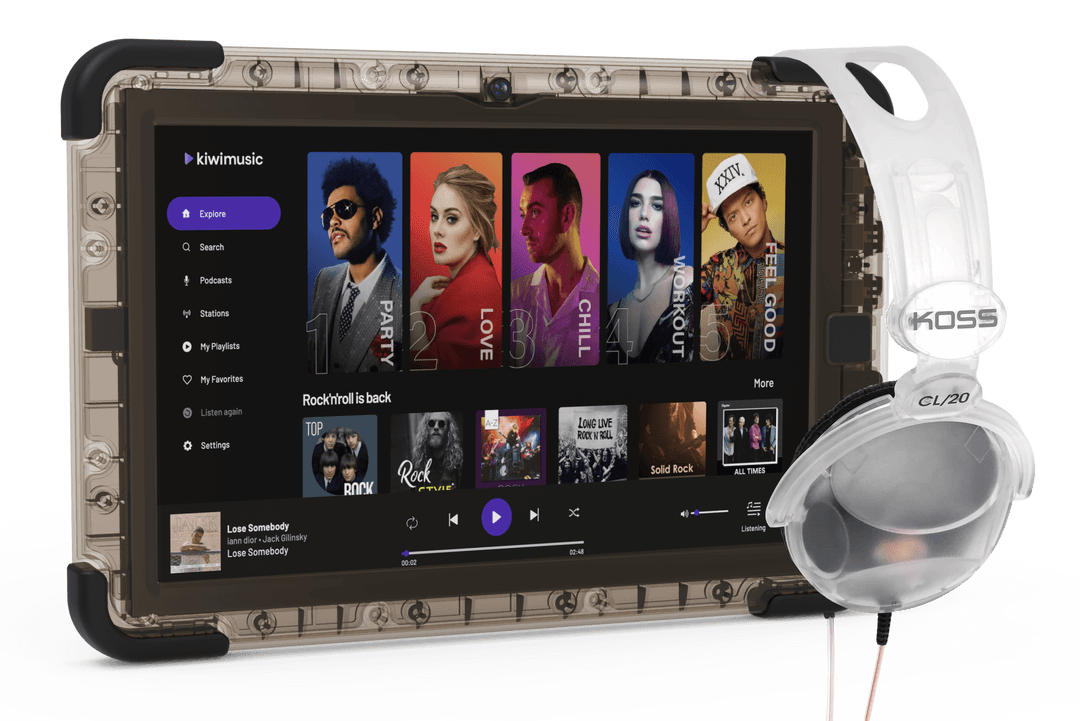 kiwimusic
Explore
Search
Podcasts
Stations
My Playlists
My Favorites
Listen again
Settings
1
PARTY
2
LOVE
3
CHILL
4
WORKOUT
XXIV.
5
FEEL GOOD
Rock'n'roll is back
More
TOP
ROCK
Rock
STYLE
A-Z
ROCK
LONG LIVE
ROCK N' ROLL
Solid Rock
ALL TIMES
Lose Somebody
iann dior • Jack Gilinsky
Lose Somebody
00:02
02:48
Listening
KOSS
CL/20